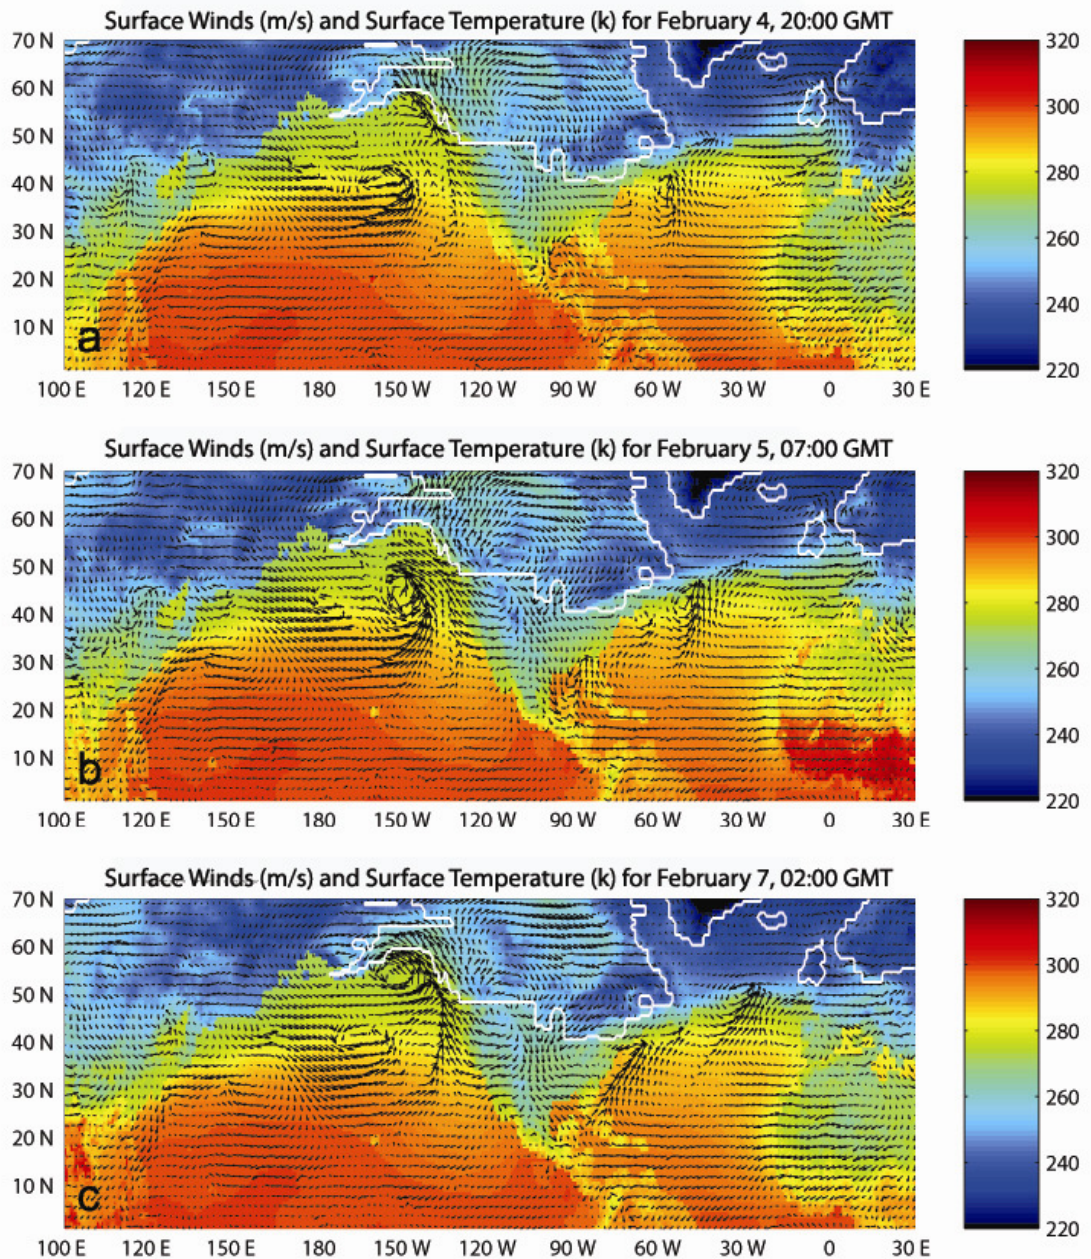 Surface Winds (m/s) and Surface Temperature (k) for February 4, 20:00 GMT
70 N
60 N
50 N
40 N
30 N
20 N
10 N
a
100 E 120 E 150 E 180 150 W 120 W 90 W 60 W 30 W 0 30 E
320
300
280
260
240
220
Surface Winds (m/s) and Surface Temperature (k) for February 5, 07:00 GMT
70 N
60 N
50 N
40 N
30 N
20 N
10 N
b
100 E 120 E 150 E 180 150 W 120 W 90 W 60 W 30 W 0 30 E
320
300
280
260
240
220
Surface Winds (m/s) and Surface Temperature (k) for February 7, 02:00 GMT
70 N
60 N
50 N
40 N
30 N
20 N
10 N
c
100 E 120 E 150 E 180 150 W 120 W 90 W 60 W 30 W 0 30 E
320
300
280
260
240
220